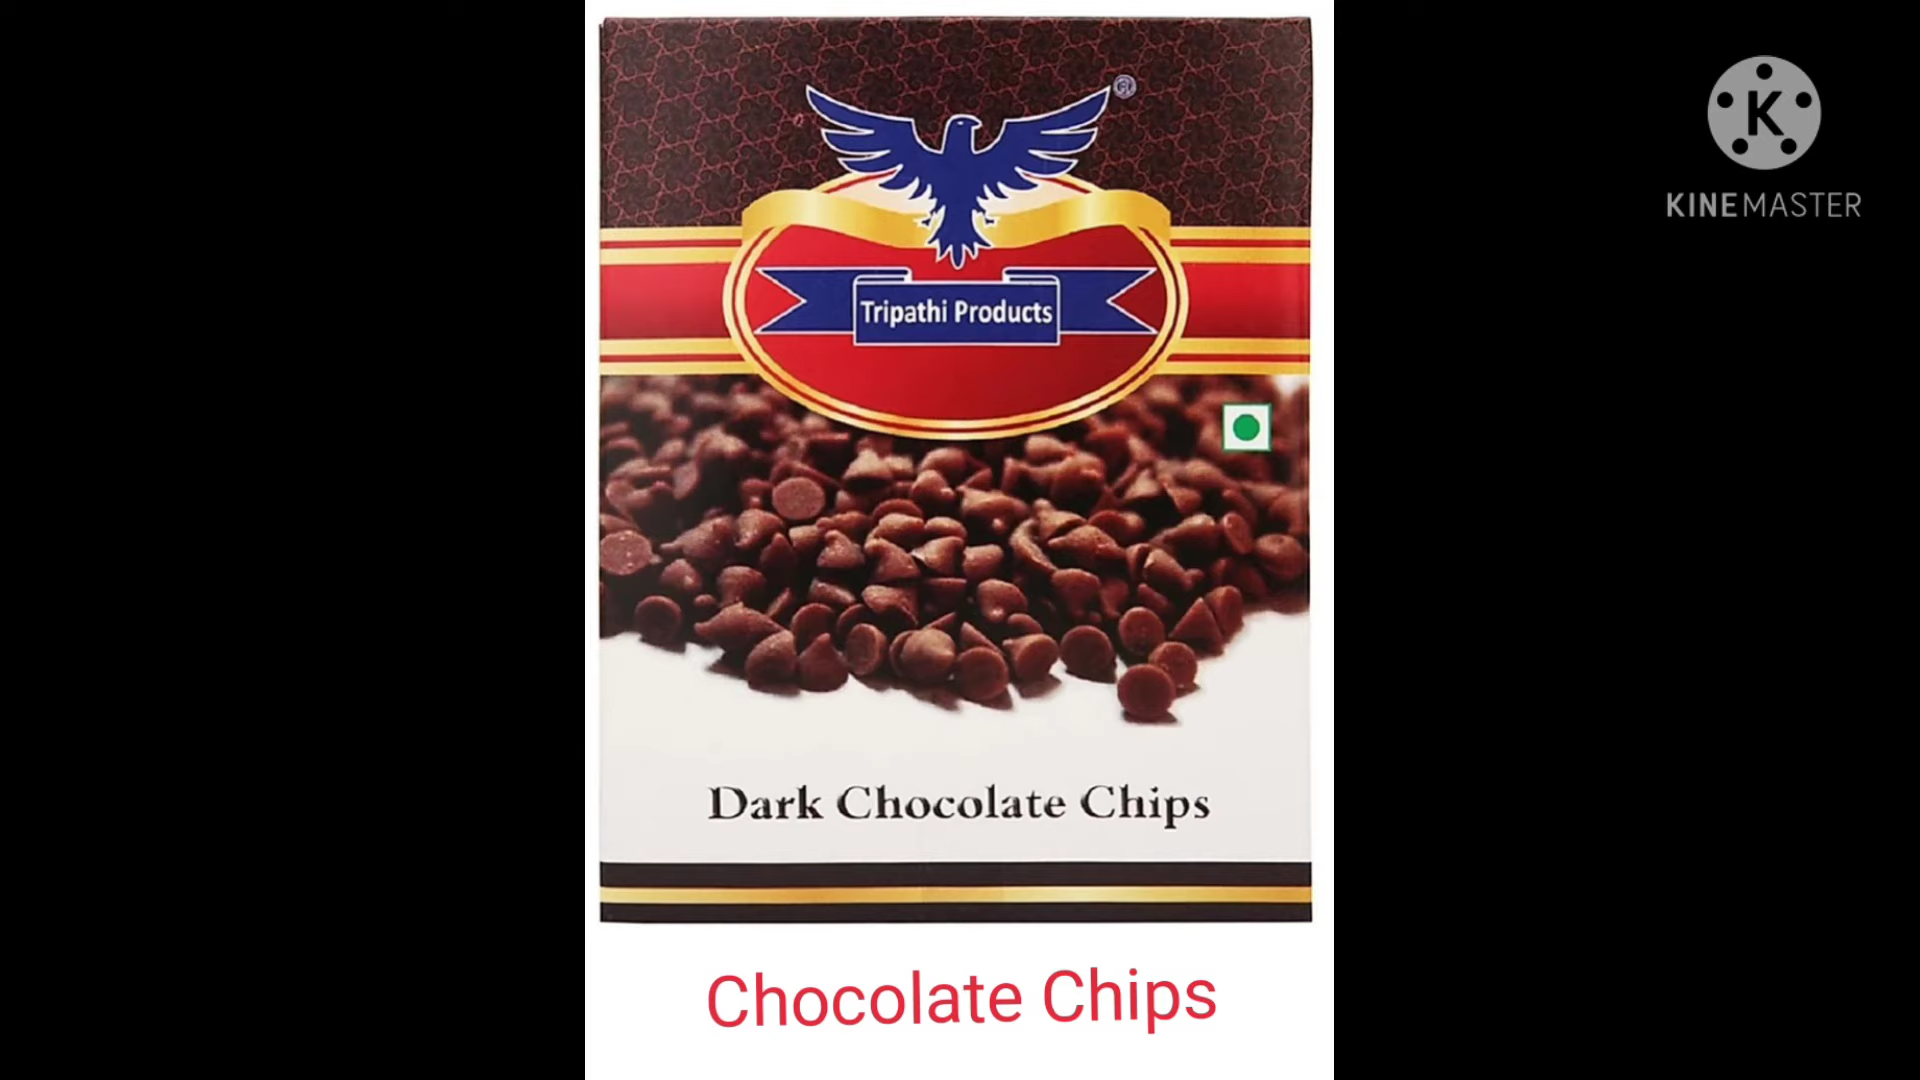 K
KINEMASTER
Tripathi Products
Dark Chocolate Chips
Chocolate Chips